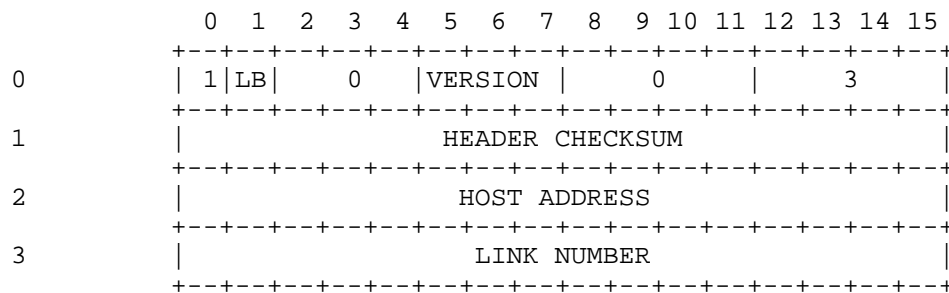 0 1 2 3 4 5 6 7 8 9 10 11 12 13 14 15
+--+--+--+--+--+--+--+--+--+--+--+--+--+--+--+--+
0 | 1|LB| 0 |VERSION | 0 | 3 |
+--+--+--+--+--+--+--+--+--+--+--+--+--+--+--+--+
1 | HEADER CHECKSUM |
+--+--+--+--+--+--+--+--+--+--+--+--+--+--+--+--+
2 | HOST ADDRESS |
+--+--+--+--+--+--+--+--+--+--+--+--+--+--+--+--+
3 | LINK NUMBER |
+--+--+--+--+--+--+--+--+--+--+--+--+--+--+--+--+